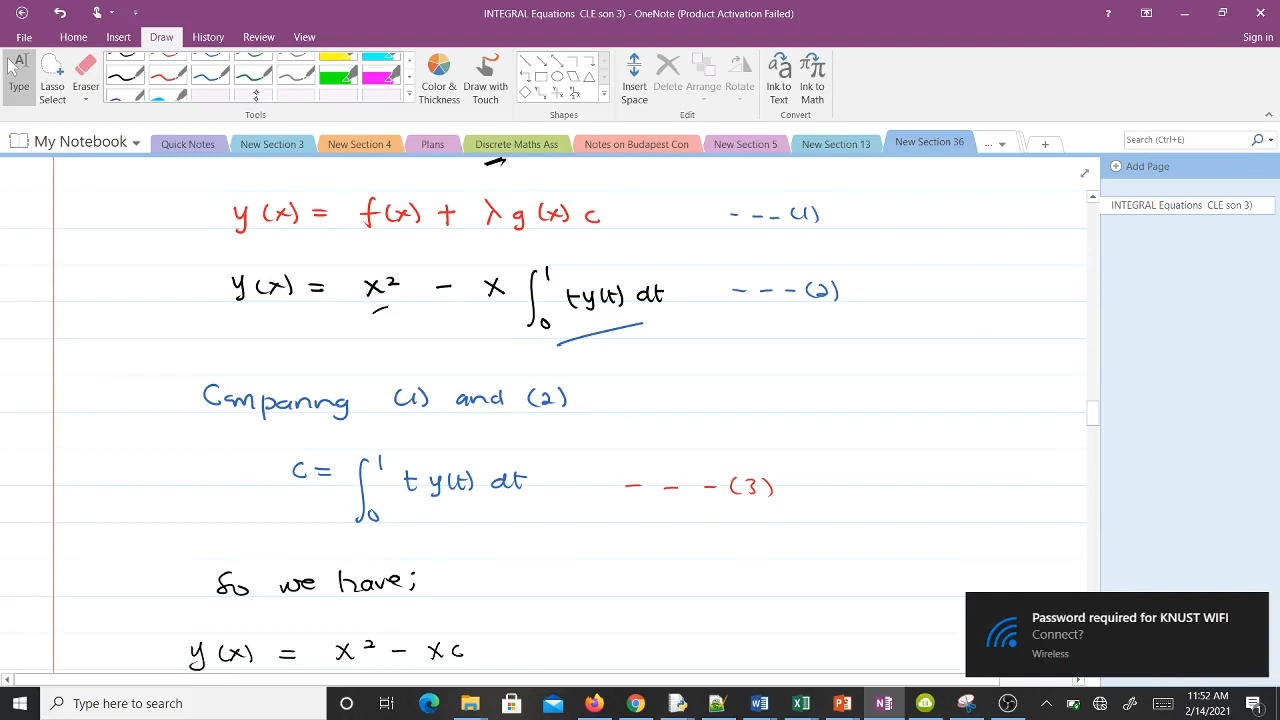 INTEGRAL Equations CLE son 3) - OneNote (Product Activation Failed)
File Insert Draw History Review View Sign in
Type
Lasso Select
Eraser
Color & Thickness
Draw with Touch
Insert Space
Delete
Arrange
Rotate
Ink to Text
Ink to Math
Tools Shapes Edit Convert
My Notebook Quick Notes New Section 3 New Section 4 Plans Discrete Maths Ass Notes on Budapest Con New Section 5 New Section 13 New Section 36 ... + Search (Ctrl+E)
Add Page
INTEGRAL Equations CLE son 3)
y(x) = f(x) + λ g(x) c - - - (1)
y(x) = x² - x ∫₀¹ ty(t) dt - - - (2)
Comparing (1) and (2)
c = ∫₀¹ t y(t) dt - - - (3)
So we have;
y(x) = x² - xc
Password required for KNUST WIFI
Connect?
Wireless
Type here to search
11:52 AM
2/14/2021